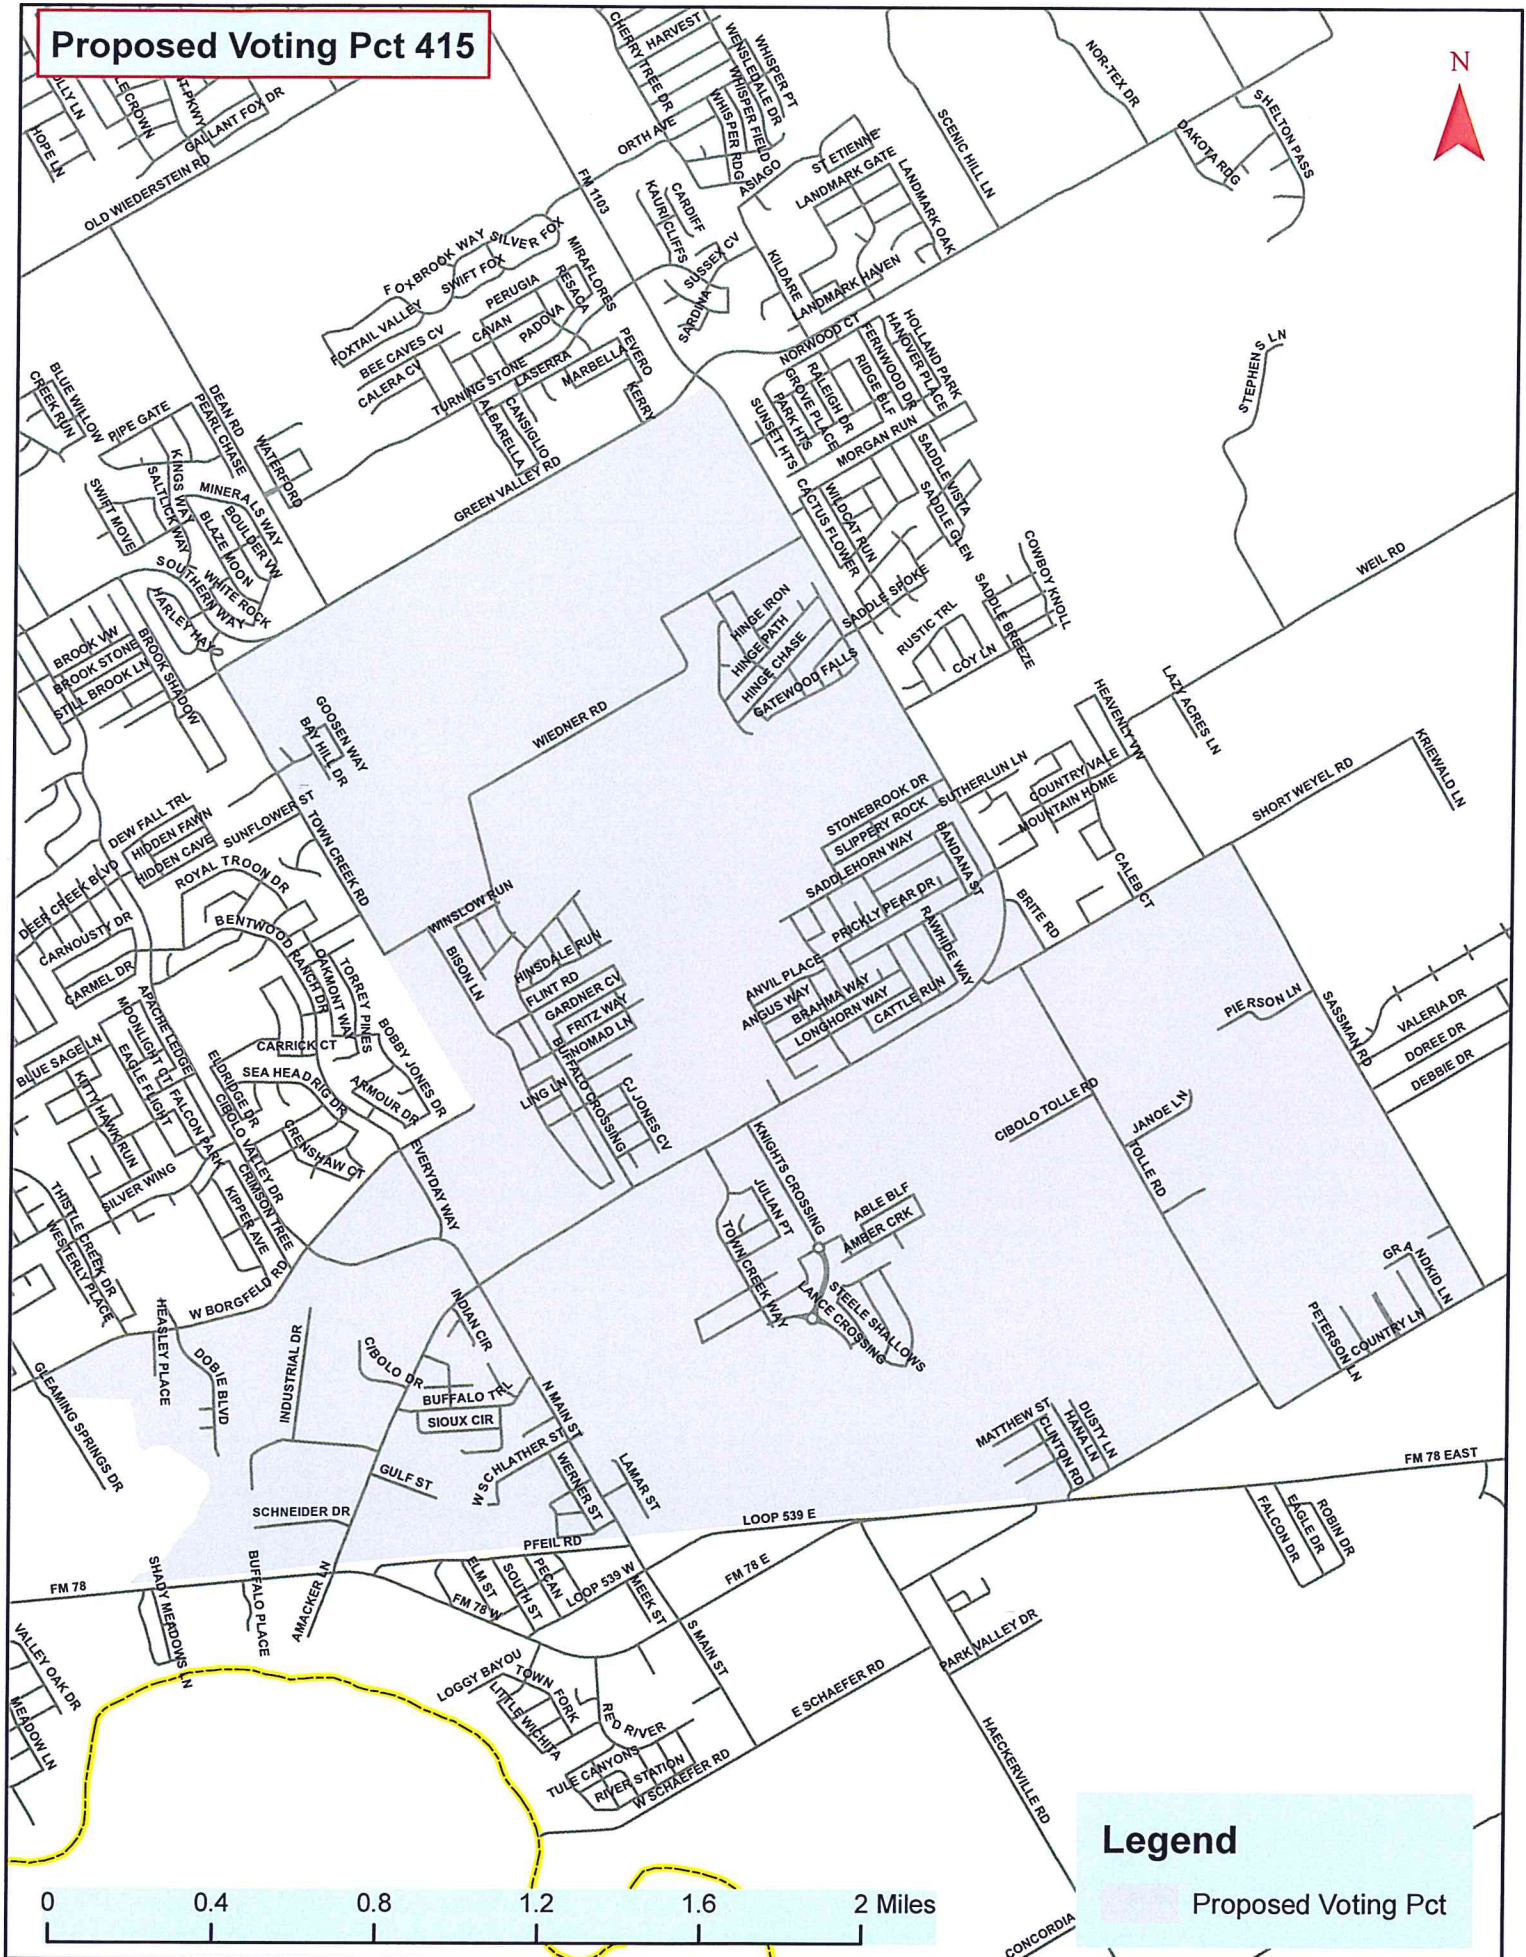 Proposed Voting Pct 415
N
HARVEST
CHERRY TREE DR
WENSLEDALE DR
WHISPER PT
WHISPER FIELD
WHISPER RDG
NOR-TEX DR
SHELTON PASS
DAKOTA RDG
SCENIC HILL LN
HOPE LN
GALLANT FOX DR
OLD WIEDERSTEIN RD
ORTH AVE
FM 1103
ASIAGO
ST ETIENNE
LANDMARK GATE
LANDMARK OAK
LANDMARK HAVEN
KILDARE
CARDIFF
KAURI CLIFFS
SUSSEX CV
SARDINA
FOXBROOK WAY
SILVER FOX
SWIFT FOX
FOXTAIL VALLEY
MIRAFLORES
RESACA
PERUGIA
PADOVA
CAVAN
BEE CAVES CV
CALERA CV
TURNING STONE
LASERRA
MARBELLA
PEVERO
KERRY
CANSIGLIO
ALBARELLA
GREEN VALLEY RD
NORWOOD CT
HOLLAND PARK
HANOVER PLACE
FERNWOOD DR
RIDGE BLF
RALEIGH DR
GROVE PLACE
PARK HTS
SUNSET HTS
MORGAN RUN
SADDLE VISTA
SADDLE GLEN
WILDCAT RUN
CACTUS FLOWER
SADDLE SPOKE
STEPHENS LN
BLUE WILLOW
CREEK RUN
PIPE GATE
DEAN RD
PEARL CHASE
WATERFORD
KINGS WAY
SALTLICK WAY
SWIFT MOVE
MINERALS WAY
BOULDER VW
BLAZE MOON
WHITE ROCK
SOUTHERN WAY
HARLEY HAY
COWBOY KNOLL
SADDLE BREEZE
RUSTIC TRL
COY LN
WEIL RD
BROOK VW
BROOK STONE
STILL BROOK LN
BROOK SHADOW
HINGE IRON
HINGE PATH
HINGE CHASE
GATEWOOD FALLS
WIEDNER RD
GOOSEN WAY
BAY HILL DR
HEAVENLY VW
LAZY ACRES LN
KRIEWALD LN
SHORT WEYEL RD
COUNTRY VALE
MOUNTAIN HOME
SUTHERLUN LN
STONEBROOK DR
SLIPPERY ROCK
SADDLEHORN WAY
BANDANA ST
PRICKLY PEAR DR
RAWHIDE WAY
BRITE RD
CALEB CT
DEW FALL TRL
HIDDEN FAWN
HIDDEN CAVE
SUNFLOWER ST
TOWN CREEK RD
ROYAL TROON DR
DEER CREEK BLVD
CARNOUSTY DR
CARMEL DR
BENTWOOD RANCH DR
OAKMONT WAY
TORREY PINES
WINSLOW RUN
BISON LN
HINSDALE RUN
FLINT RD
GARDNER CV
FRITZ WAY
NOMAD LN
ANVIL PLACE
ANGUS WAY
BRAHMA WAY
LONGHORN WAY
CATTLE RUN
PIERSON LN
SASSMAN RD
VALERIA DR
DOREE DR
DEBBIE DR
APACHE LEDGE
MOONLIGHT CT
EAGLE FLIGHT
FALCON PARK
BLUE SAGE LN
KITTY HAWK RUN
CARRICK CT
SEA HEADRIG DR
ELDRIDGE DR
CIBOLO VALLEY DR
BOBBY JONES DR
ARMOUR DR
CRENSHAW CT
LING LN
BUFFALO CROSSING
CJ JONES CV
CIBOLO TOLLE RD
JANOE LN
TOLLE RD
SILVER WING
THISTLE CREEK DR
WESTERLY PLACE
CRIMSON TREE
KIPPER AVE
EVERYDAY WAY
KNIGHTS CROSSING
JULIAN PT
ABLE BLF
AMBER CRK
TOWN CREEK WAY
LANCE CROSSING
STEELE SHALLOWS
GRANDKID LN
PETERSON LN
COUNTRY LN
W BORGFELD RD
HEASLEY PLACE
DOBIE BLVD
INDUSTRIAL DR
INDIAN CIR
CIBOLO DR
BUFFALO TRL
SIOUX CIR
N MAIN ST
GLEAMING SPRINGS DR
GULF ST
W SCHLATHER ST
WERNER ST
LAMAR ST
SCHNEIDER DR
MATTHEW ST
CLINTON RD
HANA LN
DUSTY LN
FM 78 EAST
LOOP 539 E
PFEIL RD
FM 78
SHADY MEADOWS LN
BUFFALO PLACE
AMACKER LN
ELM ST
SOUTH ST
PECAN
LOOP 539 W
MEEK ST
FM 78 E
FM 78 W
FALCON DR
EAGLE DR
ROBIN DR
VALLEY OAK DR
MEADOW LN
LOGGY BAYOU
TOWN FORK
LITTLE WICHITA
RED RIVER
TULE CANYONS
RIVER STATION
W SCHAEFER RD
S MAIN ST
E SCHAEFER RD
PARK VALLEY DR
HAECKERVILLE RD
CONCORDIA
Legend
Proposed Voting Pct
0 0.4 0.8 1.2 1.6 2 Miles